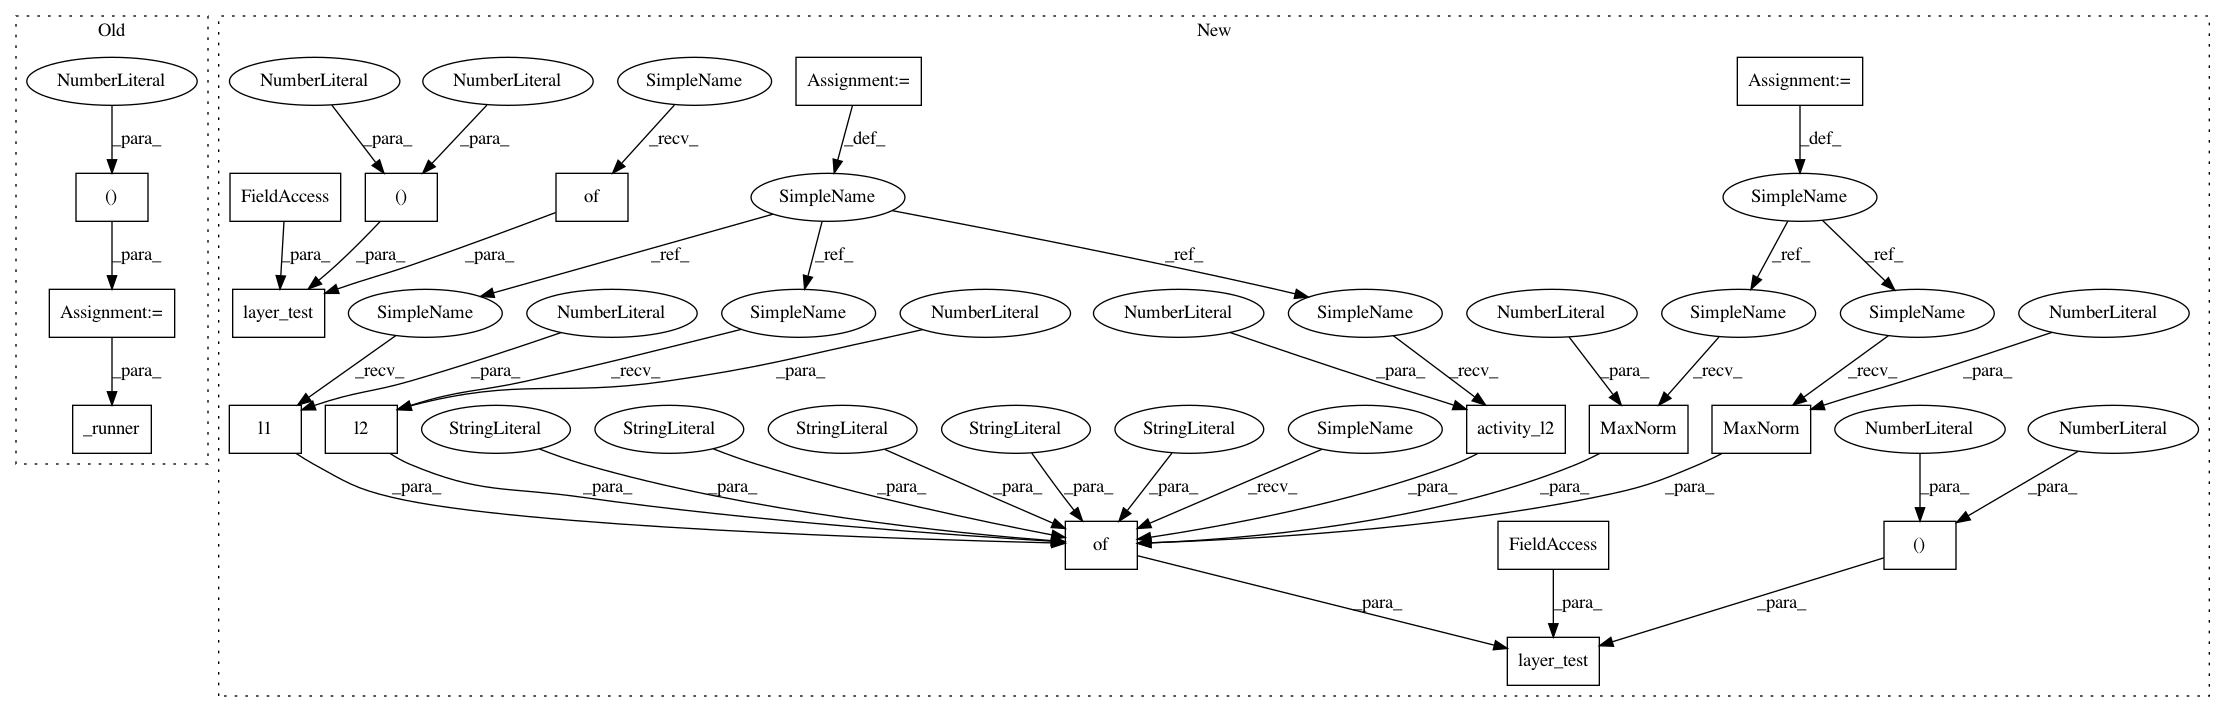 Old
New
NumberLiteral
NumberLiteral
NumberLiteral
SimpleName
Assignment:=
Assignment:=
_para_
_para_
_para_
_recv_
_def_
_def_
()
FieldAccess
()
of
SimpleName
SimpleName
_para_
_para_
_para_
_para_
_ref_
_ref_
_ref_
_ref_
_ref_
Assignment:=
layer_test
SimpleName
NumberLiteral
SimpleName
NumberLiteral
NumberLiteral
SimpleName
NumberLiteral
SimpleName
SimpleName
NumberLiteral
_para_
_recv_
_para_
_recv_
_para_
_para_
_recv_
_para_
_recv_
_recv_
_para_
_runner
l1
l2
StringLiteral
StringLiteral
StringLiteral
StringLiteral
StringLiteral
SimpleName
activity_l2
MaxNorm
MaxNorm
NumberLiteral
NumberLiteral
_para_
_para_
_para_
_para_
_para_
_para_
_para_
_recv_
_para_
_para_
_para_
_para_
_para_
of
FieldAccess
()
_para_
_para_
_para_
layer_test